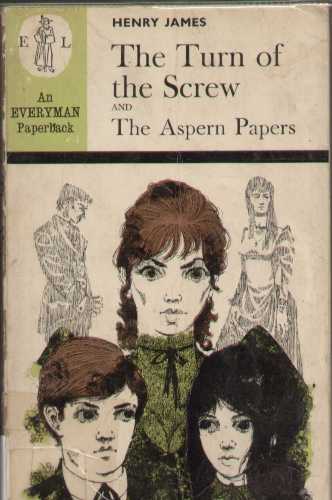 E L
An
EVERYMAN
Paperback
HENRY JAMES
The Turn of
the Screw
AND
The Aspern Papers